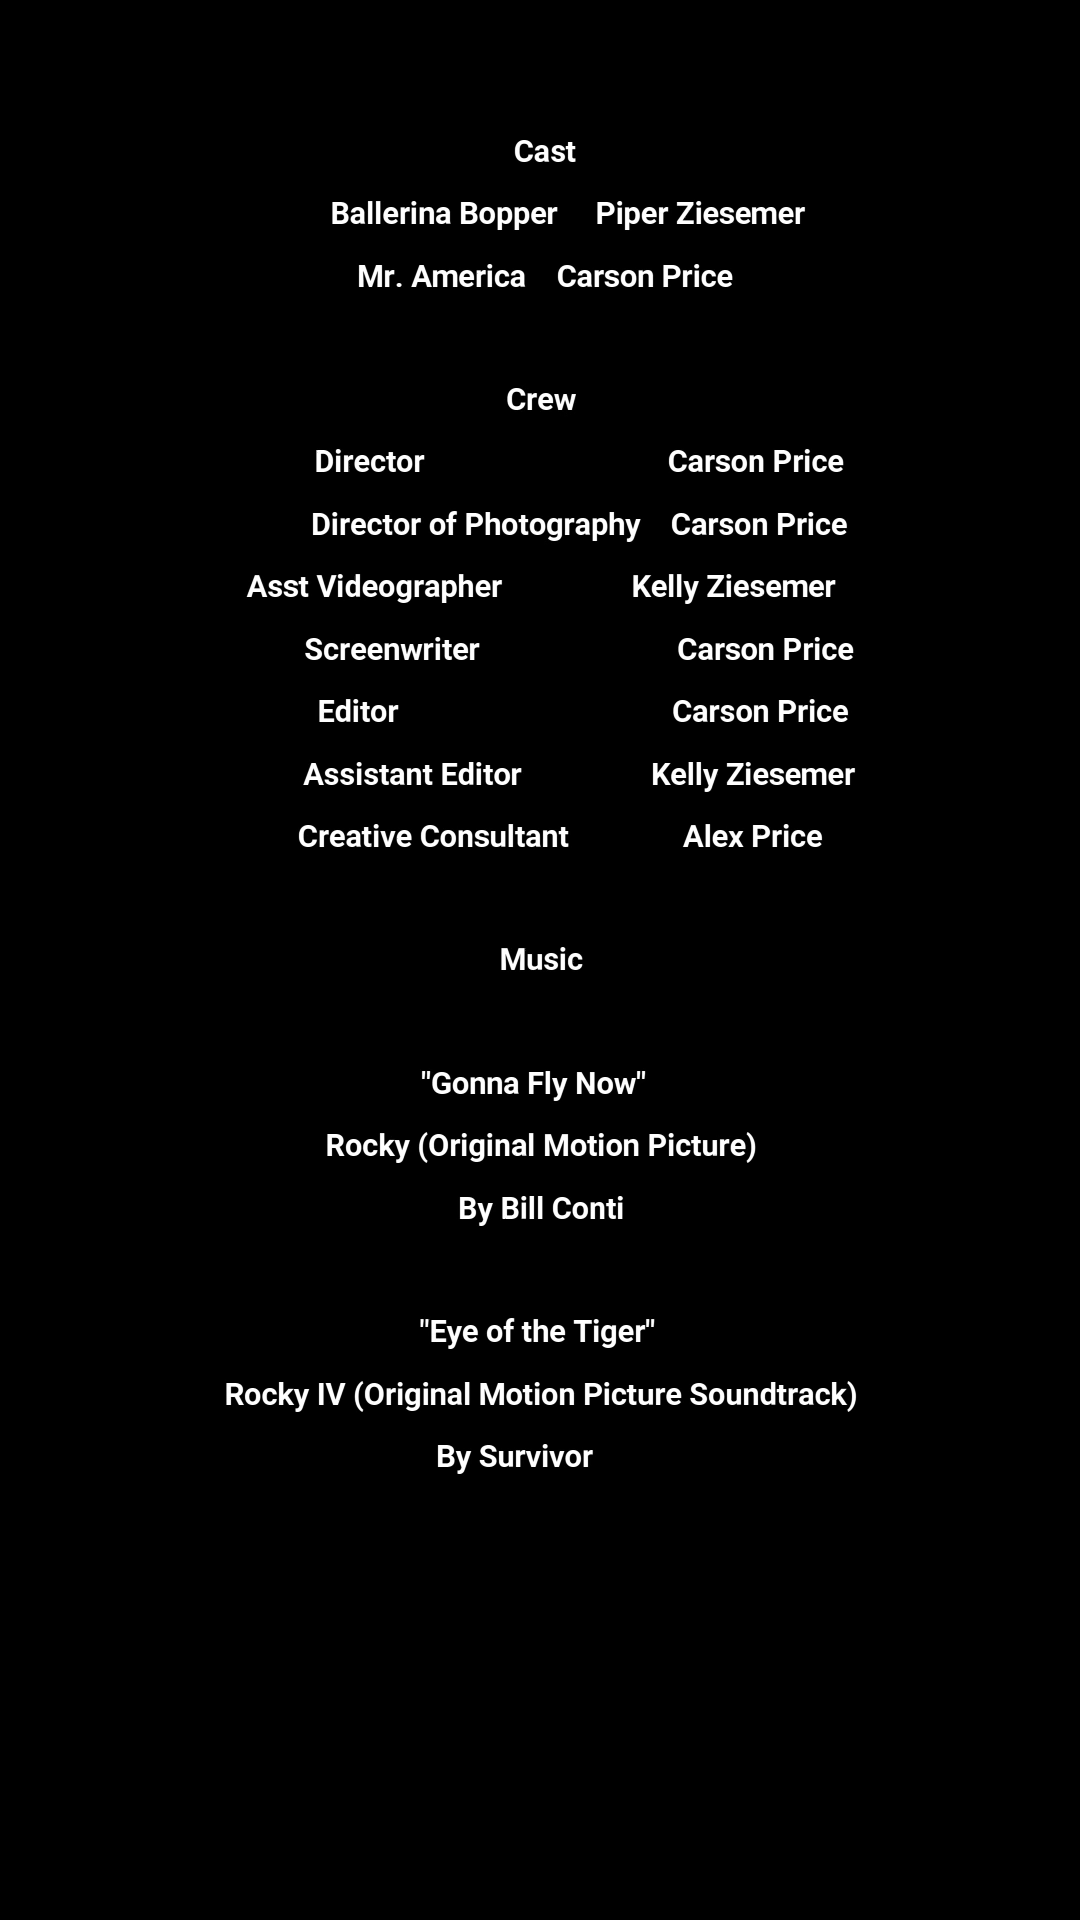 Cast
Ballerina Bopper Piper Ziesemer
Mr. America Carson Price
Crew
Director Carson Price
Director of Photography Carson Price
Asst Videographer Kelly Ziesemer
Screenwriter Carson Price
Editor Carson Price
Assistant Editor Kelly Ziesemer
Creative Consultant Alex Price
Music
"Gonna Fly Now"
Rocky (Original Motion Picture)
By Bill Conti
"Eye of the Tiger"
Rocky IV (Original Motion Picture Soundtrack)
By Survivor